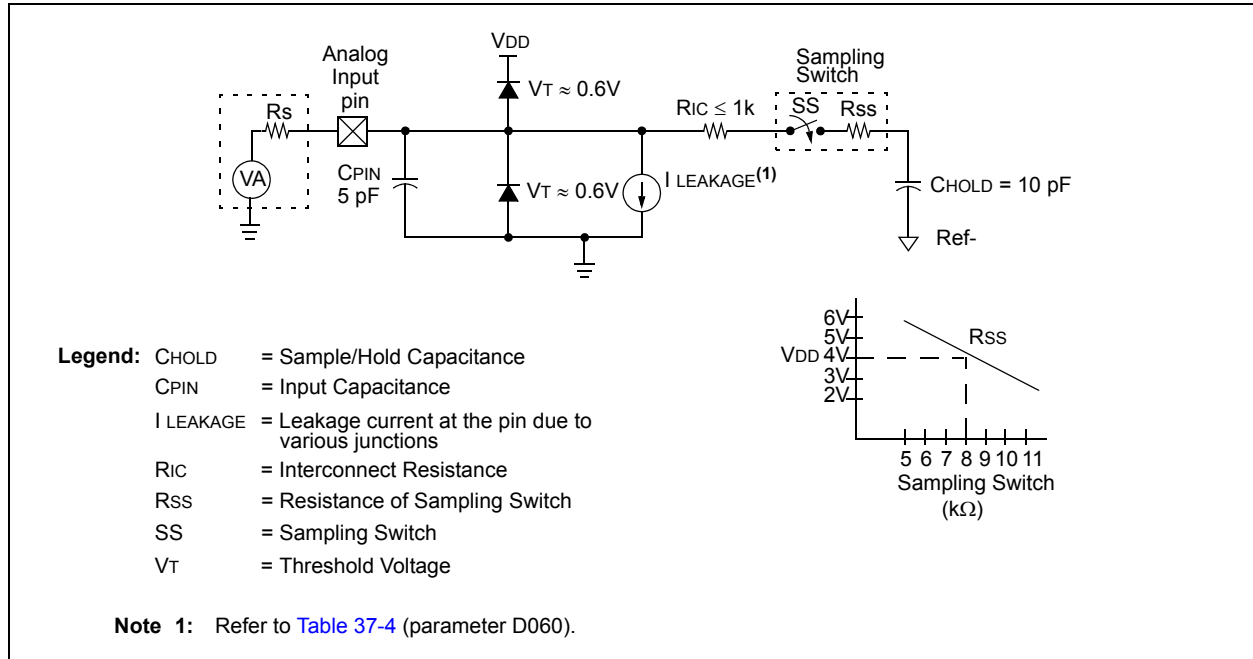 VDD
Analog
Input
pin
Sampling
Switch
VT ≈ 0.6V
RIC ≤ 1k
SS
RSS
Rs
VA
CPIN
5 pF
VT ≈ 0.6V
I LEAKAGE(1)
CHOLD = 10 pF
Ref-
6V
5V
VDD 4V
3V
2V
RSS
5 6 7 8 9 10 11
Sampling Switch
(kΩ)
Legend: CHOLD = Sample/Hold Capacitance
CPIN = Input Capacitance
I LEAKAGE = Leakage current at the pin due to
various junctions
RIC = Interconnect Resistance
RSS = Resistance of Sampling Switch
SS = Sampling Switch
VT = Threshold Voltage
Note 1: Refer to Table 37-4 (parameter D060).